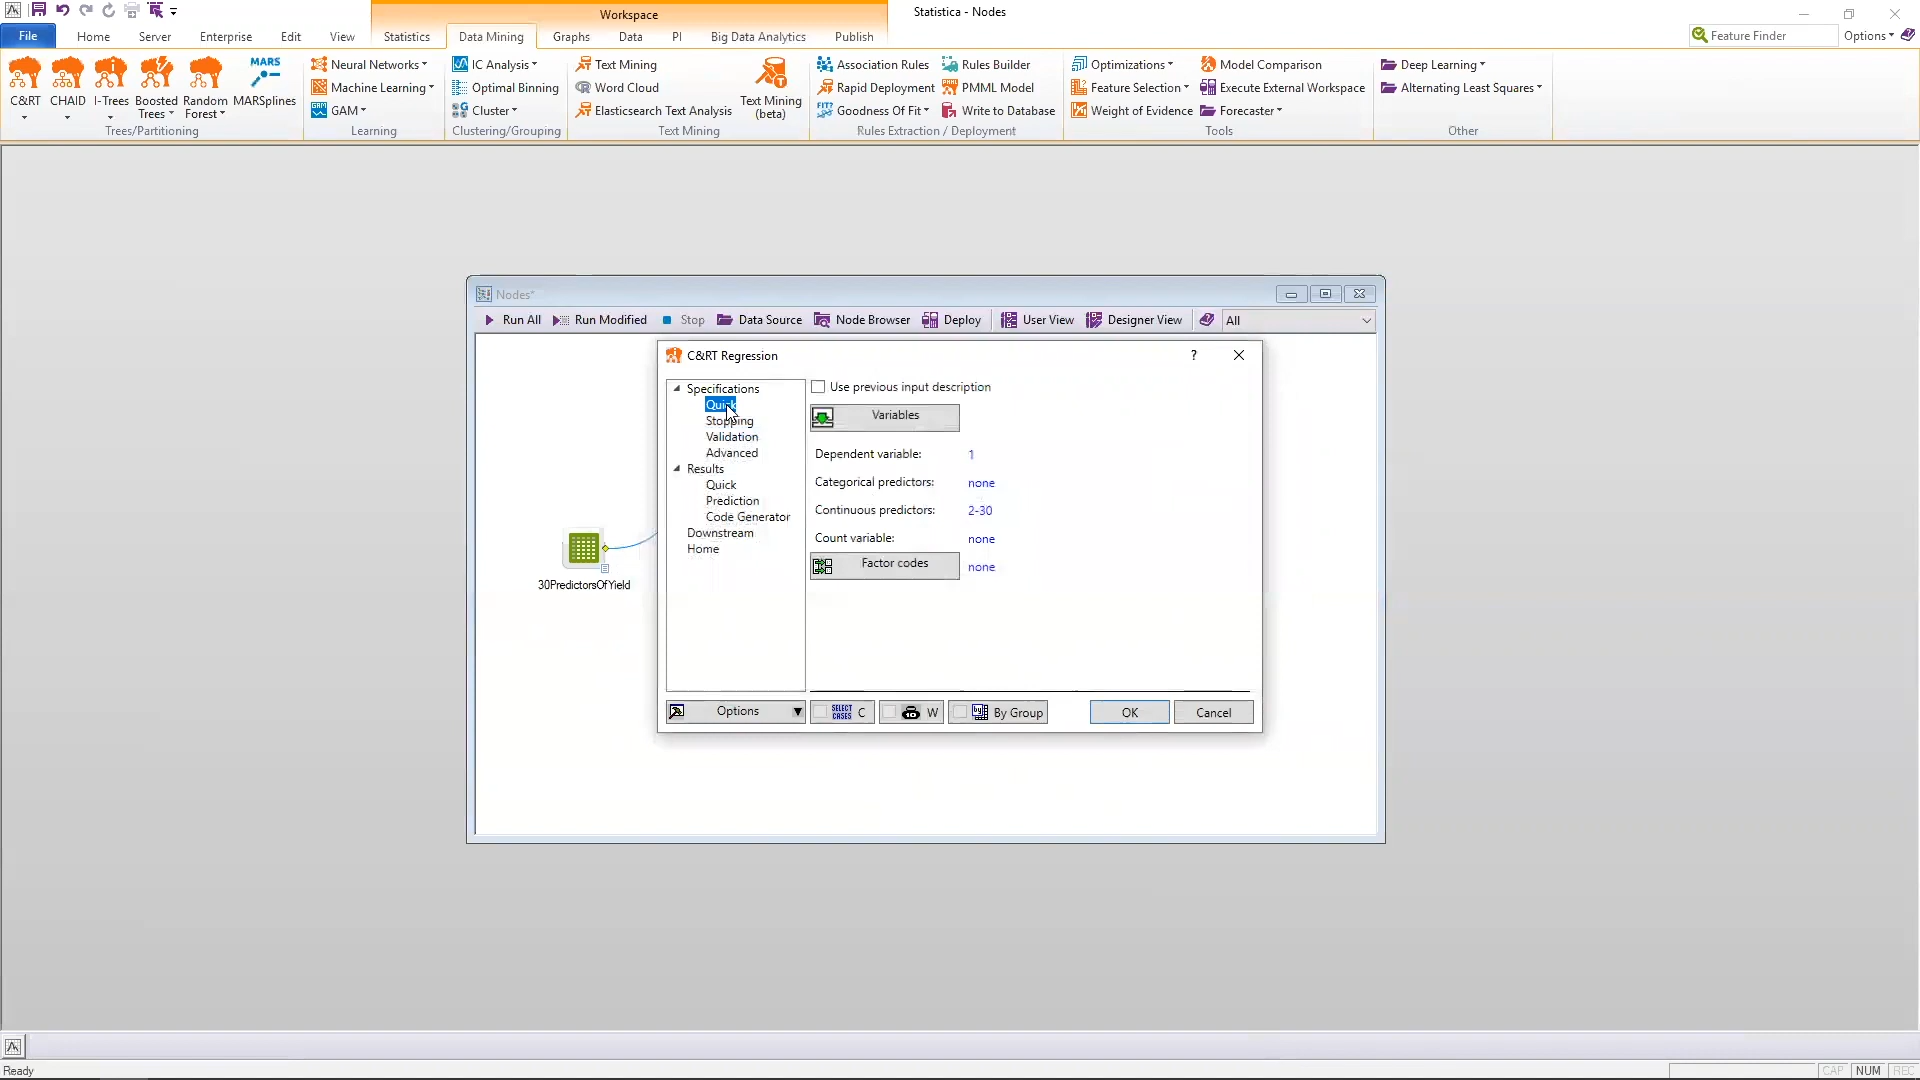 Workspace
Statistica - Nodes
File Home Server Enterprise Edit View Statistics Data Mining Graphs Data PI Big Data Analytics Publish
Feature Finder Options
C&RT CHAID I-Trees Boosted Trees Random Forest MARSplines
MARS
Trees/Partitioning
Neural Networks
Machine Learning
GAM
Learning
IC Analysis
Optimal Binning
Cluster
Clustering/Grouping
Text Mining
Word Cloud
Elasticsearch Text Analysis
Text Mining (beta)
Text Mining
Association Rules
Rapid Deployment
Goodness Of Fit
Rules Builder
PMML Model
Write to Database
Rules Extraction / Deployment
Optimizations
Feature Selection
Weight of Evidence
Model Comparison
Execute External Workspace
Forecaster
Tools
Deep Learning
Alternating Least Squares
Other
Nodes*
Run All Run Modified Stop Data Source Node Browser Deploy User View Designer View All
30PredictorsOfYield
C&RT Regression ?
Specifications
Quick
Stopping
Validation
Advanced
Results
Quick
Prediction
Code Generator
Downstream
Home
Use previous input description
Variables
Dependent variable: 1
Categorical predictors: none
Continuous predictors: 2-30
Count variable: none
Factor codes none
Options SELECT CASES C W By Group OK Cancel
Ready CAP NUM REC